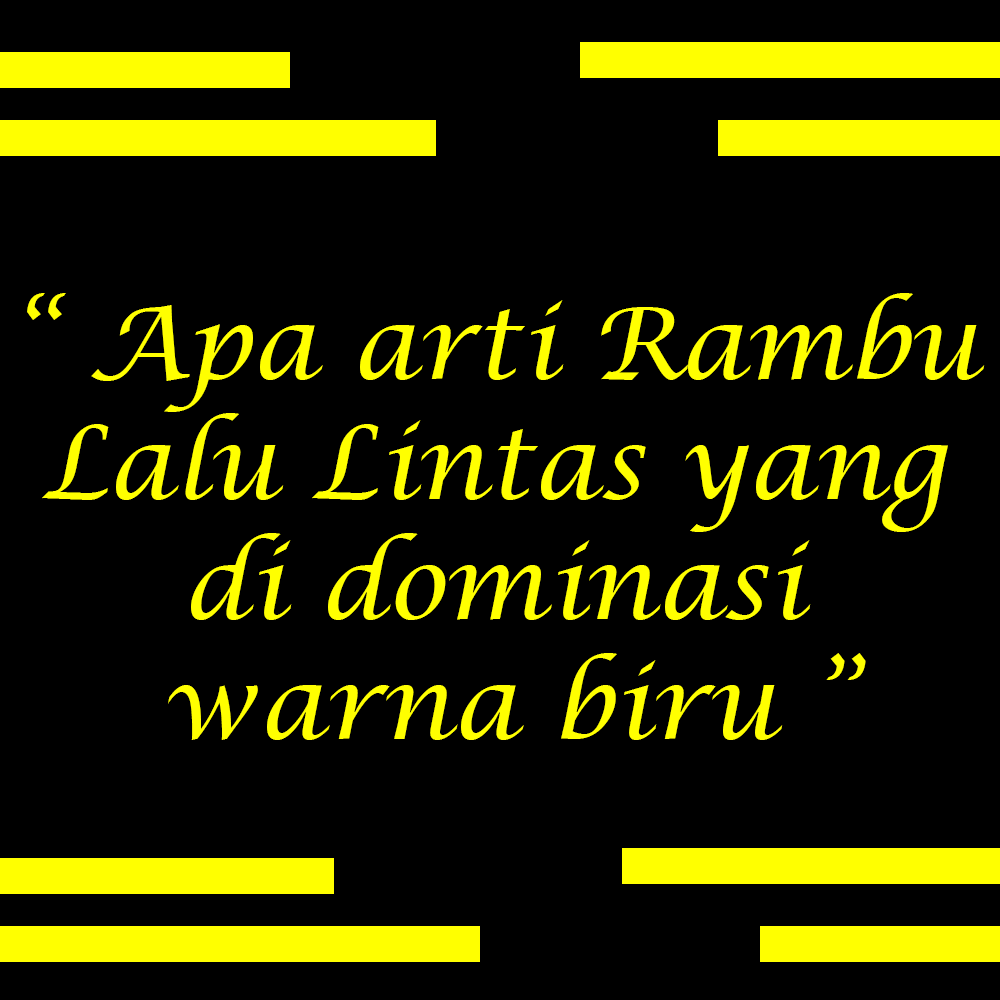 “ Apa arti Rambu
Lalu Lintas yang
di dominasi
warna biru ”